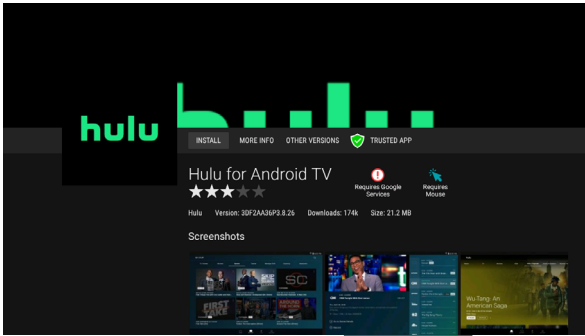 hulu
hulu
INSTALL MORE INFO OTHER VERSIONS TRUSTED APP
Hulu for Android TV
Requires Google Services
Requires Mouse
Hulu Version: 3DF2AA36P3.8.26 Downloads: 174k Size: 21.2 MB
Screenshots
SC
Wu-Tang: An
American Saga